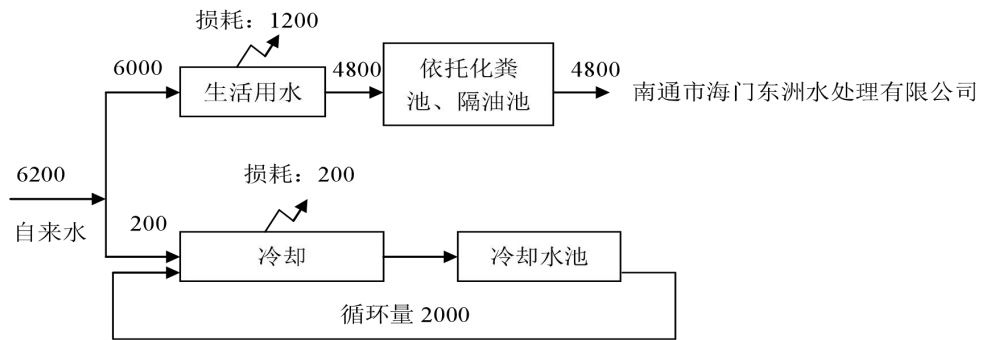 损耗：1200
6000
生活用水
4800
依托化粪
池、隔油池
4800
南通市海门东洲水处理有限公司
6200
自来水
损耗：200
200
冷却
冷却水池
循环量 2000